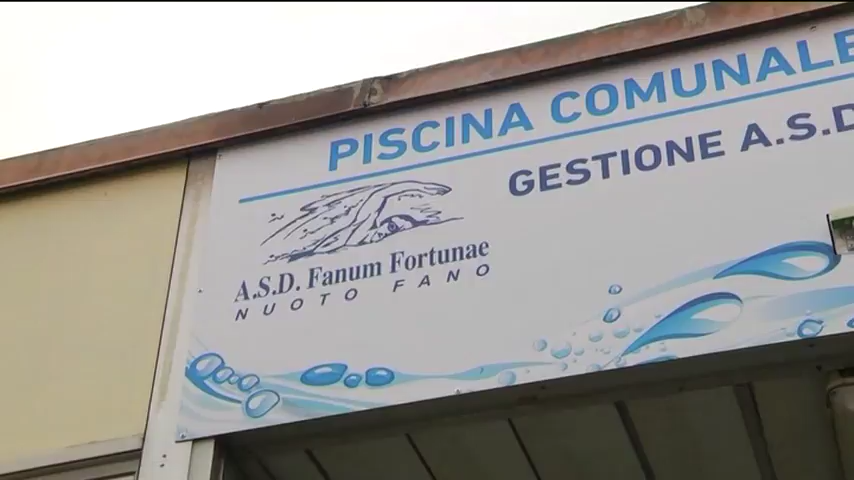 PISCINA COMUNALE
GESTIONE A.S.D
A.S.D. Fanum Fortunae
NUOTO FANO